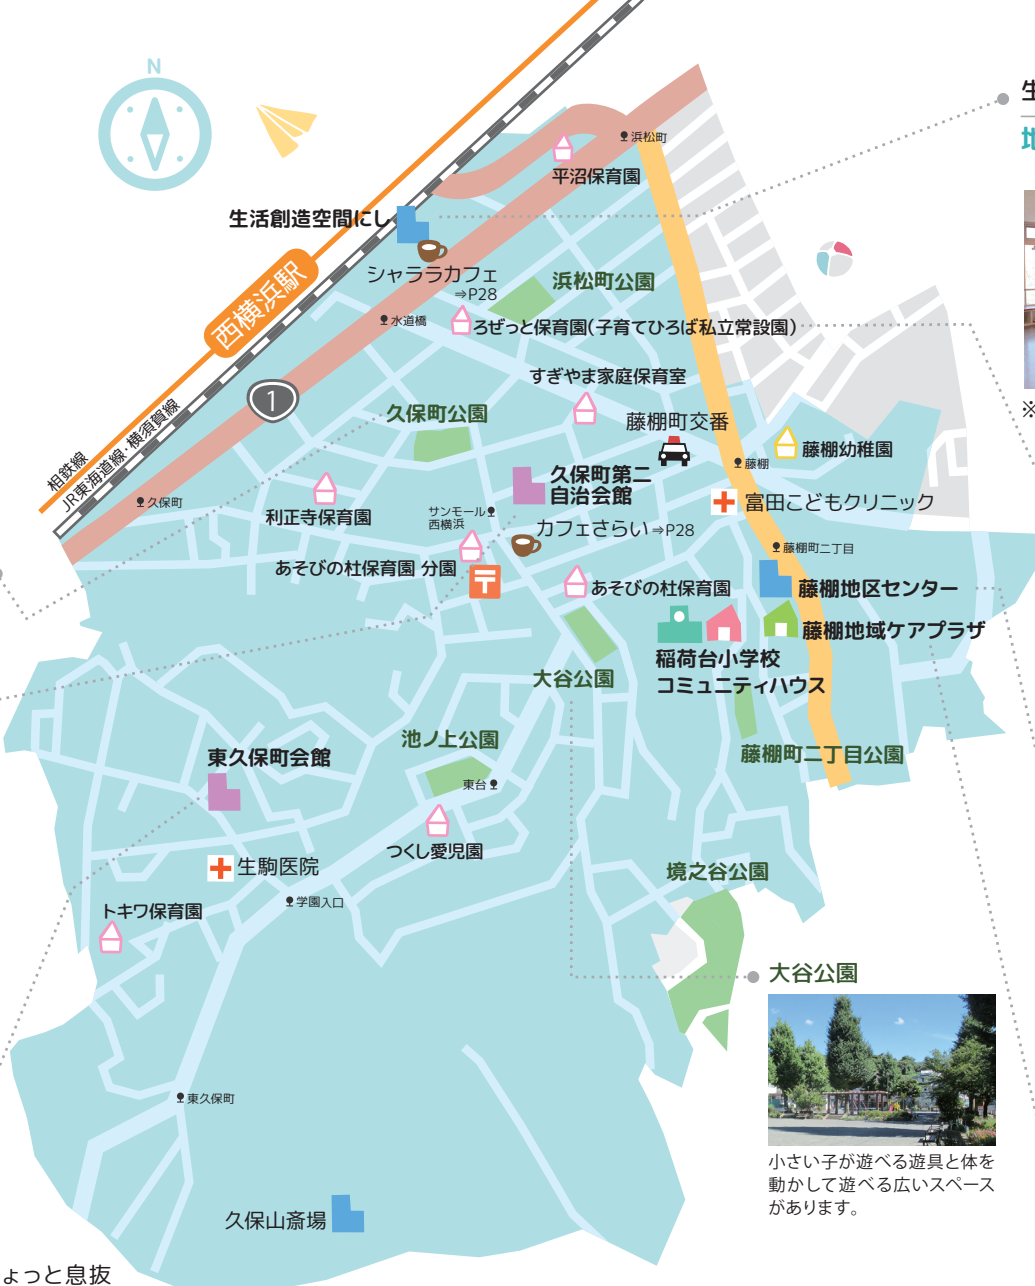 N
浜松町
平沼保育園
生
地
生活創造空間にし
シャララカフェ
⇒P28
浜松町公園
西横浜駅
水道橋
ろぜっと保育園(子育てひろば私立常設園)
すぎやま家庭保育室
1
久保町公園
藤棚町交番
※
藤棚
藤棚幼稚園
相鉄線
JR東海道線・横須賀線
久保町
久保町第二
自治会館
富田こどもクリニック
利正寺保育園
サンモール
西横浜
カフェさらい⇒P28
藤棚町二丁目
あそびの杜保育園 分園
あそびの杜保育園
藤棚地区センター
藤棚地域ケアプラザ
稲荷台小学校
コミュニティハウス
大谷公園
池ノ上公園
藤棚町二丁目公園
東久保町会館
東台
つくし愛児園
生駒医院
境之谷公園
学園入口
トキワ保育園
大谷公園
東久保町
小さい子が遊べる遊具と体を
動かして遊べる広いスペース
があります。
久保山斎場
ょっと息抜